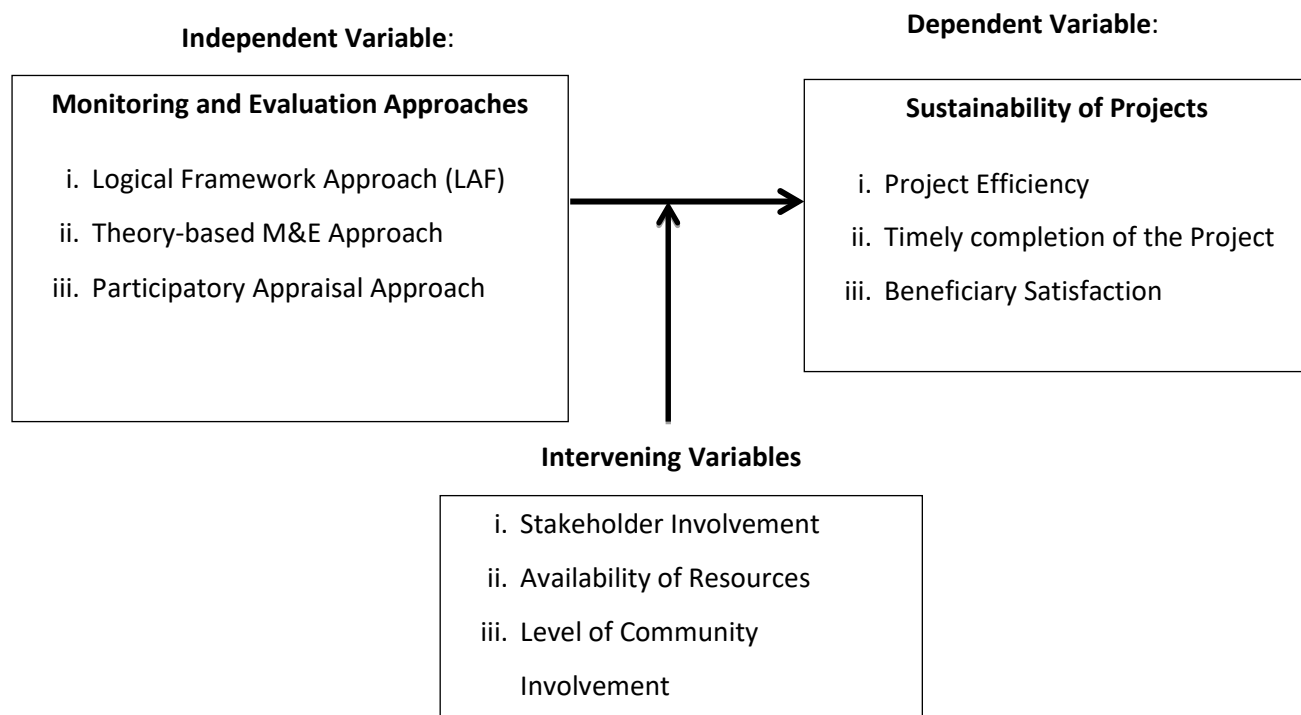 Independent Variable:
Monitoring and Evaluation Approaches
i. Logical Framework Approach (LAF)
ii. Theory-based M&E Approach
iii. Participatory Appraisal Approach
Dependent Variable:
Sustainability of Projects
i. Project Efficiency
ii. Timely completion of the Project
iii. Beneficiary Satisfaction
Intervening Variables
i. Stakeholder Involvement
ii. Availability of Resources
iii. Level of Community
Involvement